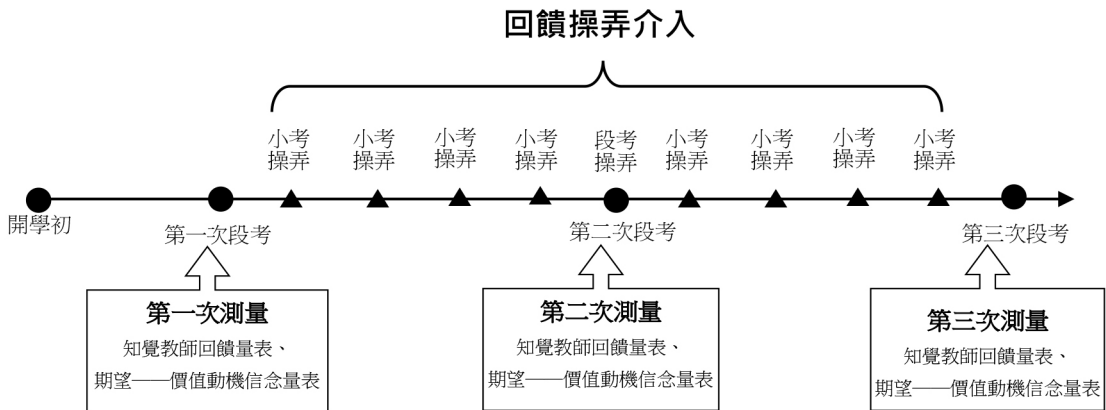 回饋操弄介入
小考 小考 小考 小考 段考 小考 小考 小考 小考
操弄 操弄 操弄 操弄 操弄 操弄 操弄 操弄 操弄
開學初
第一次段考
第二次段考
第三次段考
第一次測量
知覺教師回饋量表、
期望──價值動機信念量表
第二次測量
知覺教師回饋量表、
期望──價值動機信念量表
第三次測量
知覺教師回饋量表、
期望──價值動機信念量表